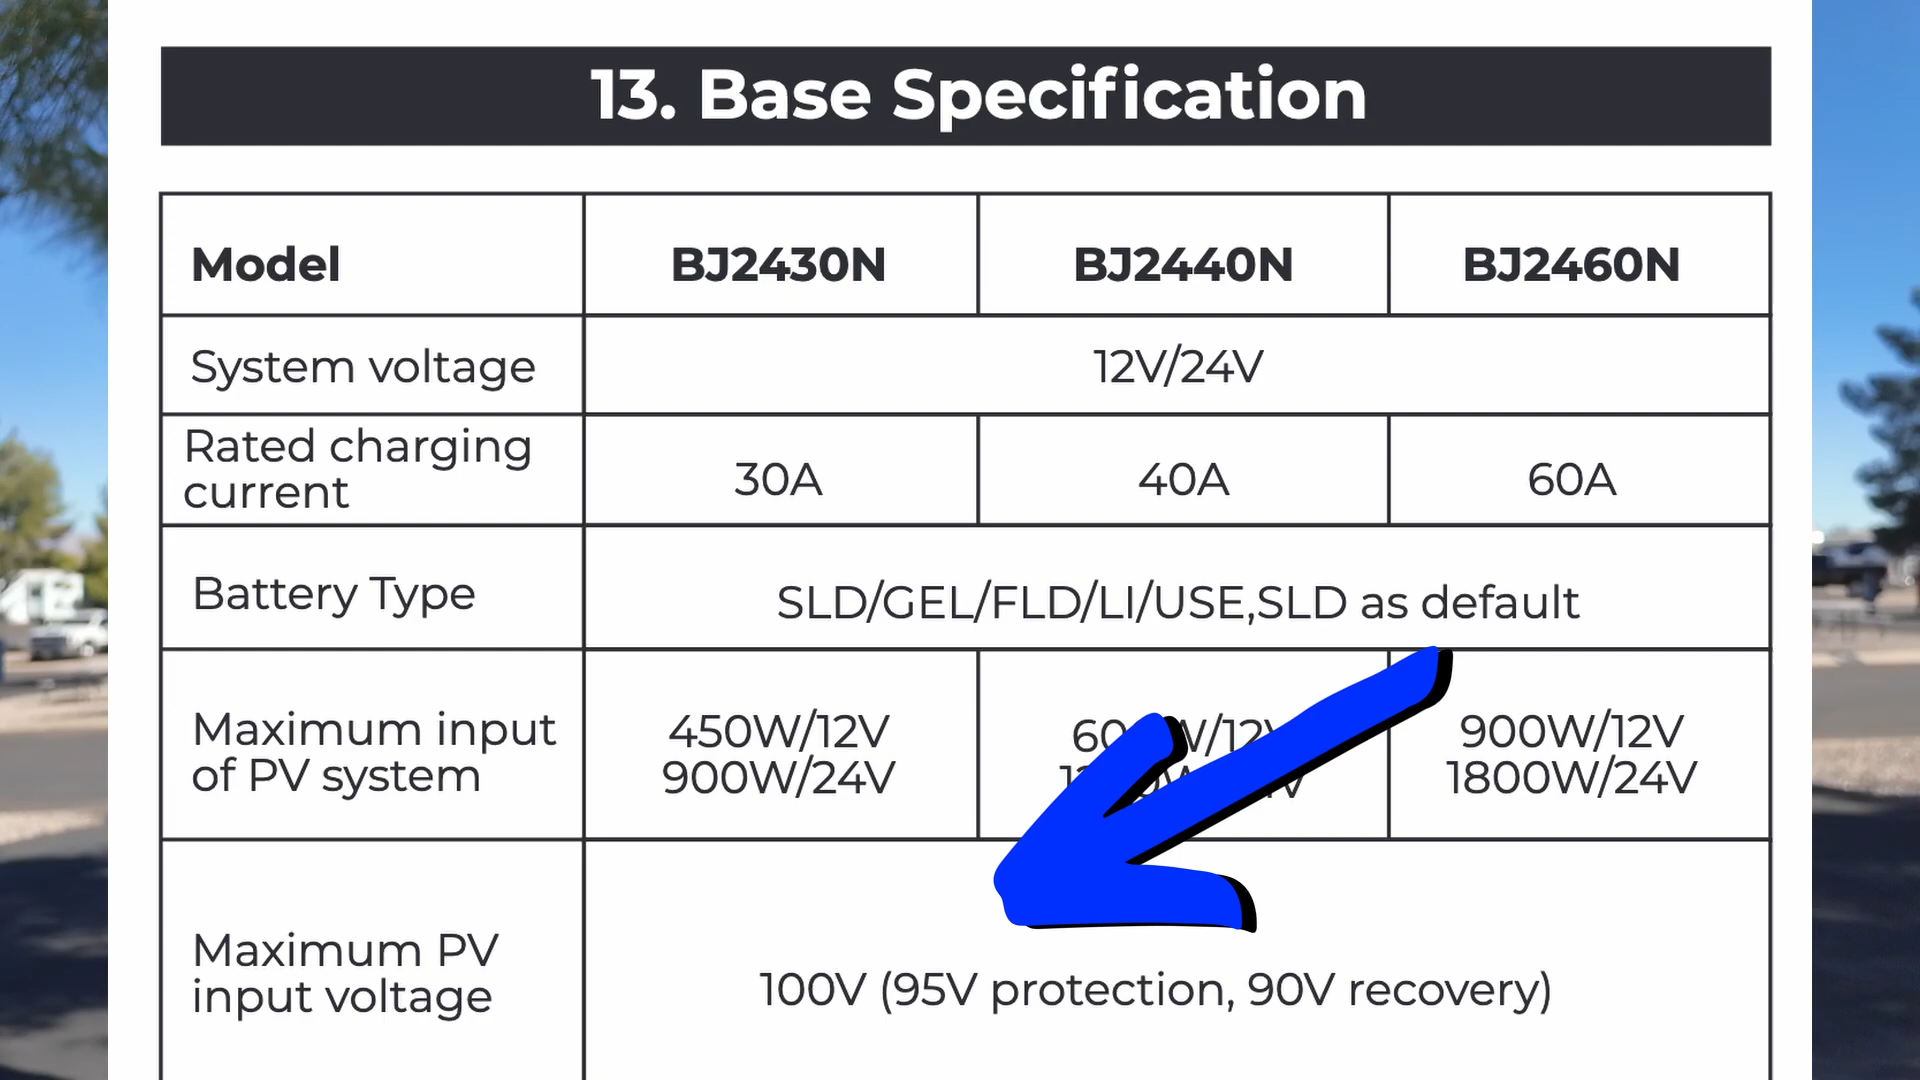 13. Base Specification
Model BJ2430N BJ2440N BJ2460N
System voltage 12V/24V
Rated charging
current 30A 40A 60A
Battery Type SLD/GEL/FLD/LI/USE,SLD as default
Maximum input
of PV system
450W/12V
900W/24V
900W/12V
1800W/24V
Maximum PV
input voltage
100V (95V protection, 90V recovery)